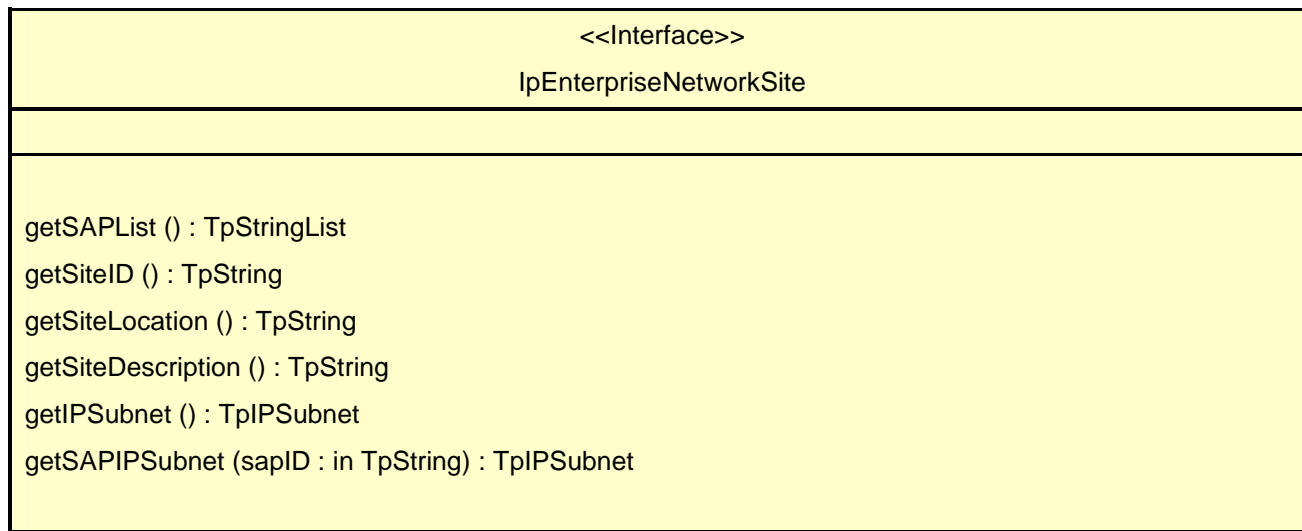 <<Interface>>
IpEnterpriseNetworkSite
getSAPList () : TpStringList
getSiteID () : TpString
getSiteLocation () : TpString
getSiteDescription () : TpString
getIPSubnet () : TpIPSubnet
getSAPIPSubnet (sapID : in TpString) : TpIPSubnet